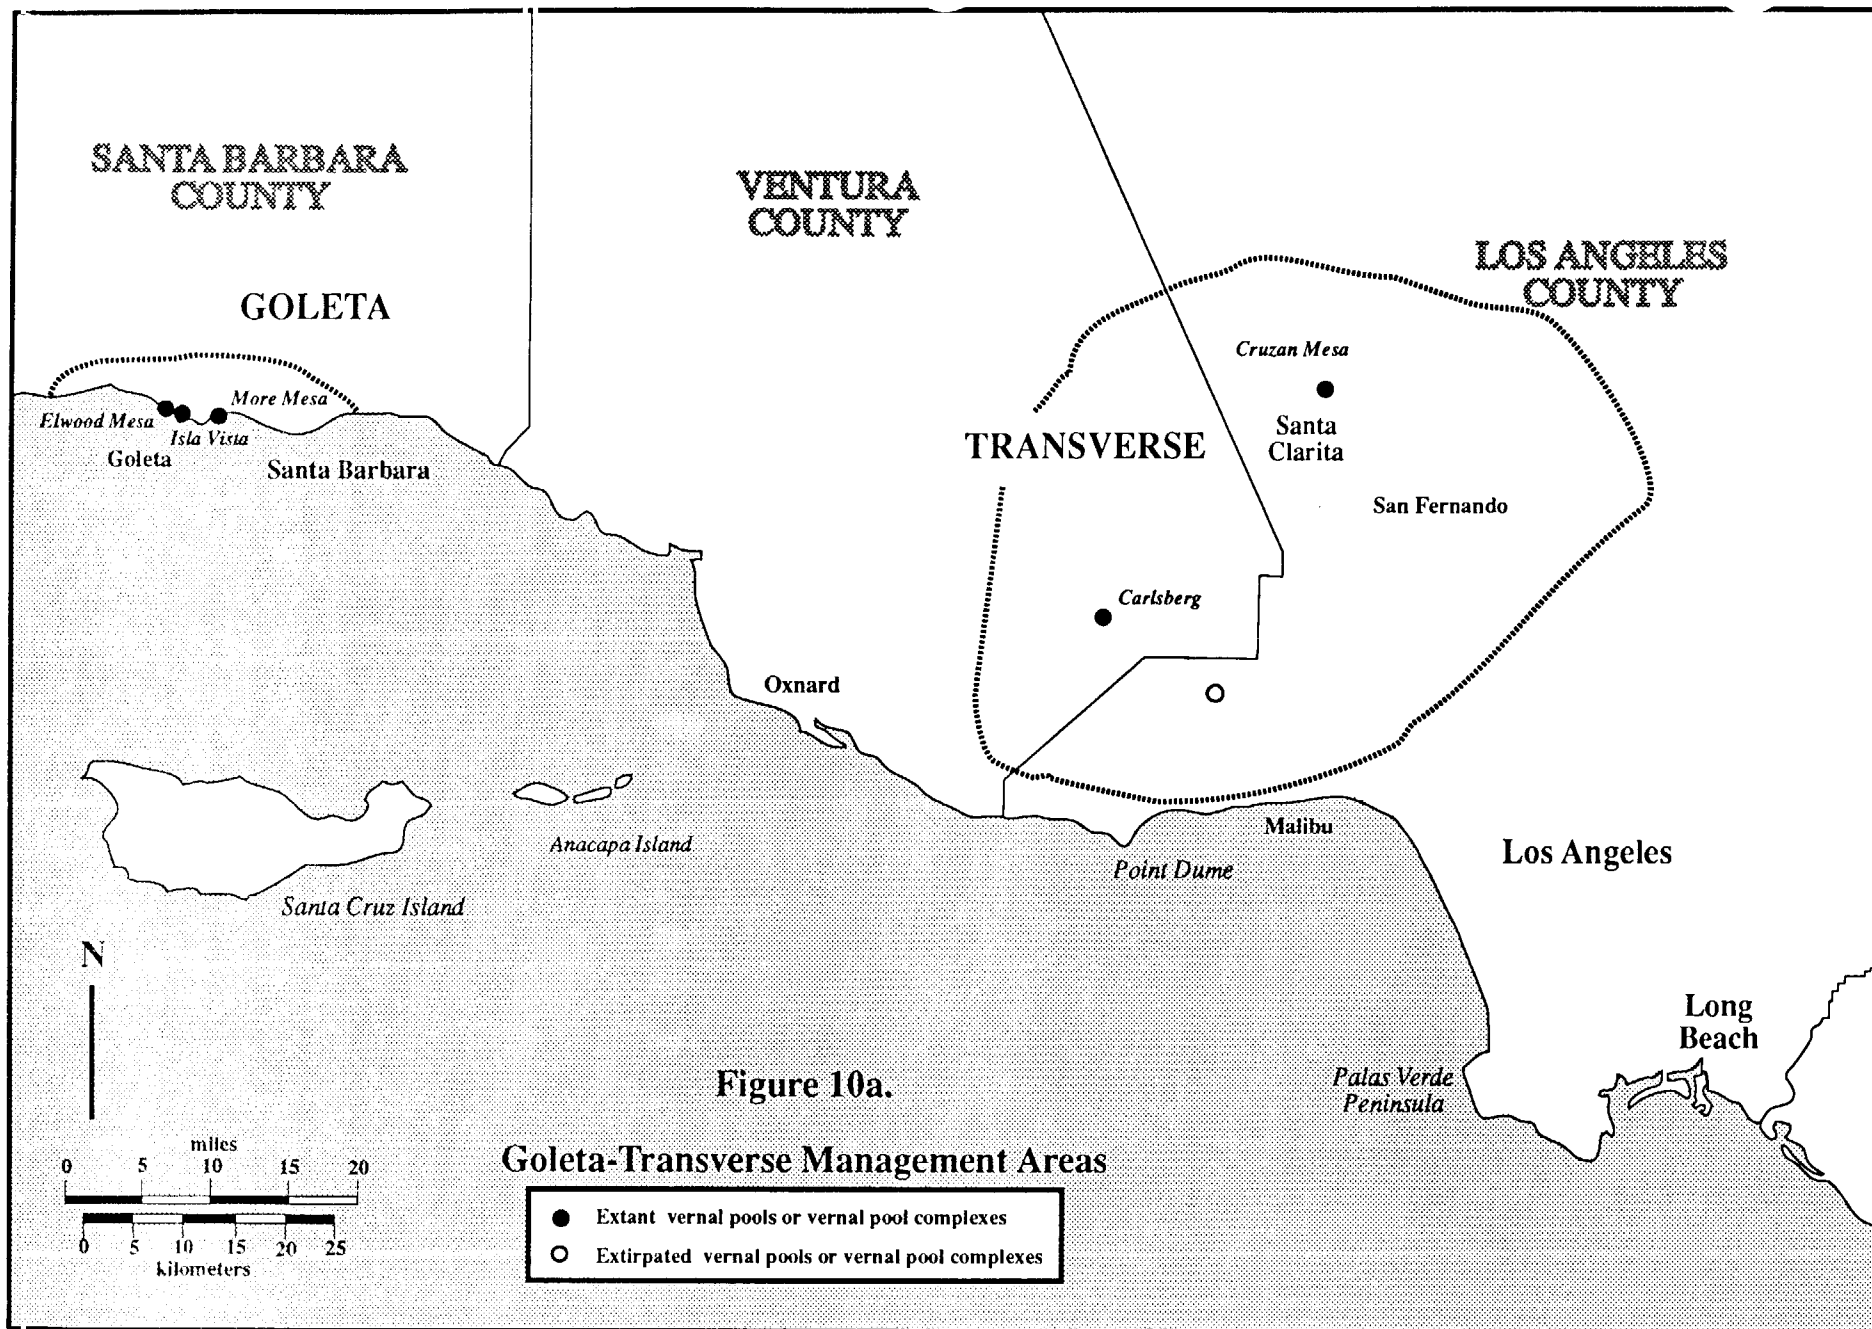 SANTA BARBARA
COUNTY
VENTURA
COUNTY
LOS ANGELES
COUNTY
GOLETA
Cruzan Mesa
More Mesa
Elwood Mesa
Isla Vista
Goleta
Santa Barbara
TRANSVERSE
Santa
Clarita
San Fernando
Carlsberg
Oxnard
Malibu
Anacapa Island
Point Dume
Los Angeles
Santa Cruz Island
N
Long
Beach
Figure 10a.
Palas Verde
Peninsula
miles
0 5 10 15 20
0 5 10 15 20 25
kilometers
Goleta-Transverse Management Areas
Extant vernal pools or vernal pool complexes
Extirpated vernal pools or vernal pool complexes